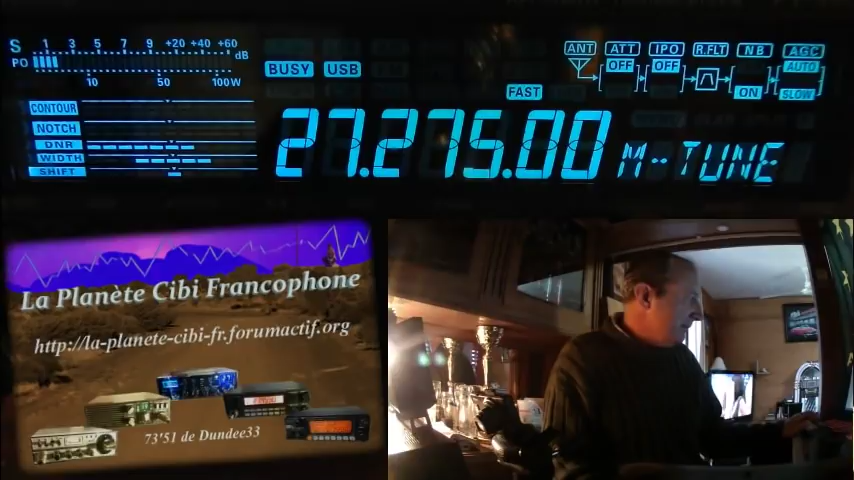 S 1 3 5 7 9 +20 +40 +60 dB
PO
10 50 100W
BUSY USB
ANT ATT IPO R.FLT NB AGC
OFF OFF AUTO
ON SLOW
FAST
CONTOUR
NOTCH
DNR
WIDTH
SHIFT
27.275.00 M-TUNE
La Planète Cibi Francophone
http://la-planete-cibi-fr.forumactif.org
73'51 de Dundee33